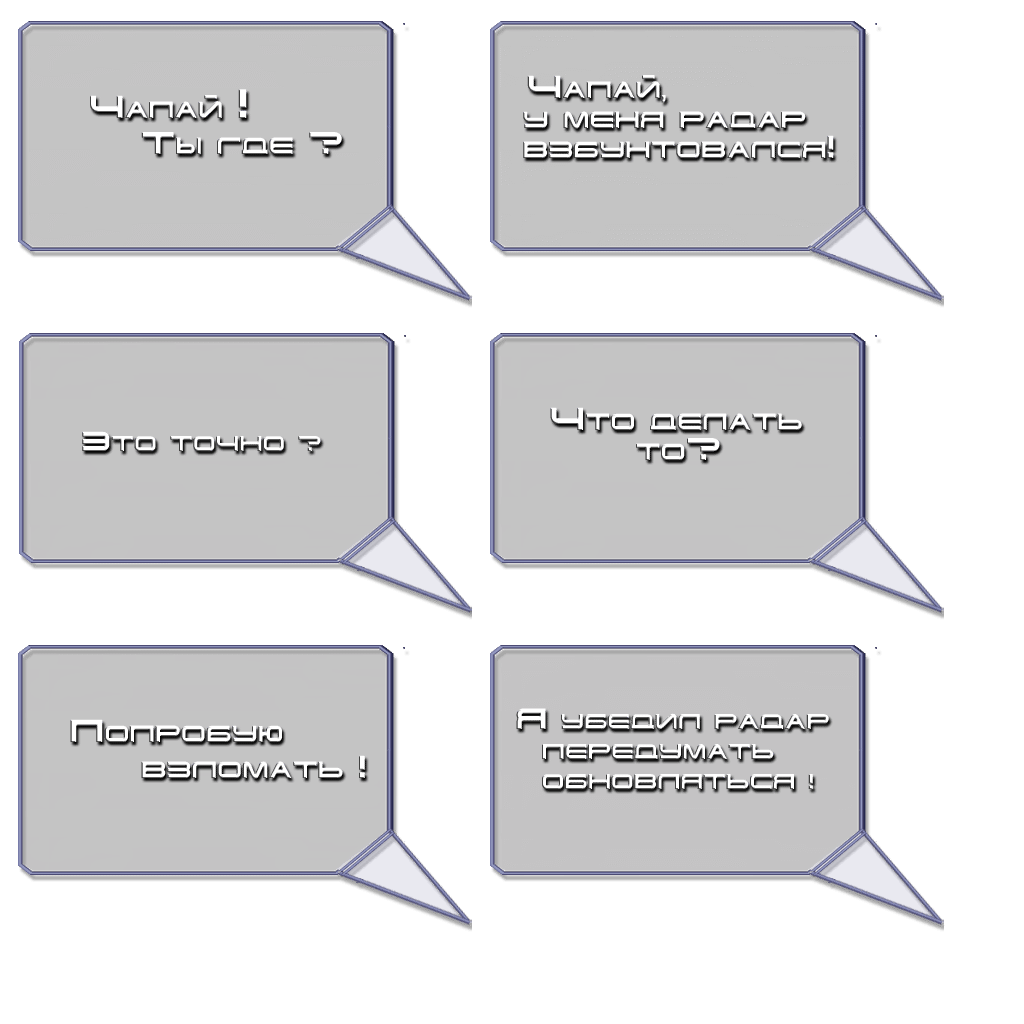 Чапай !
Ты где ?
Чапай,
у меня радар
взбунтовался!
Это точно ?
Что делать
то?
Попробую
взломать !
Я убедил радар
передумать
обновляться !